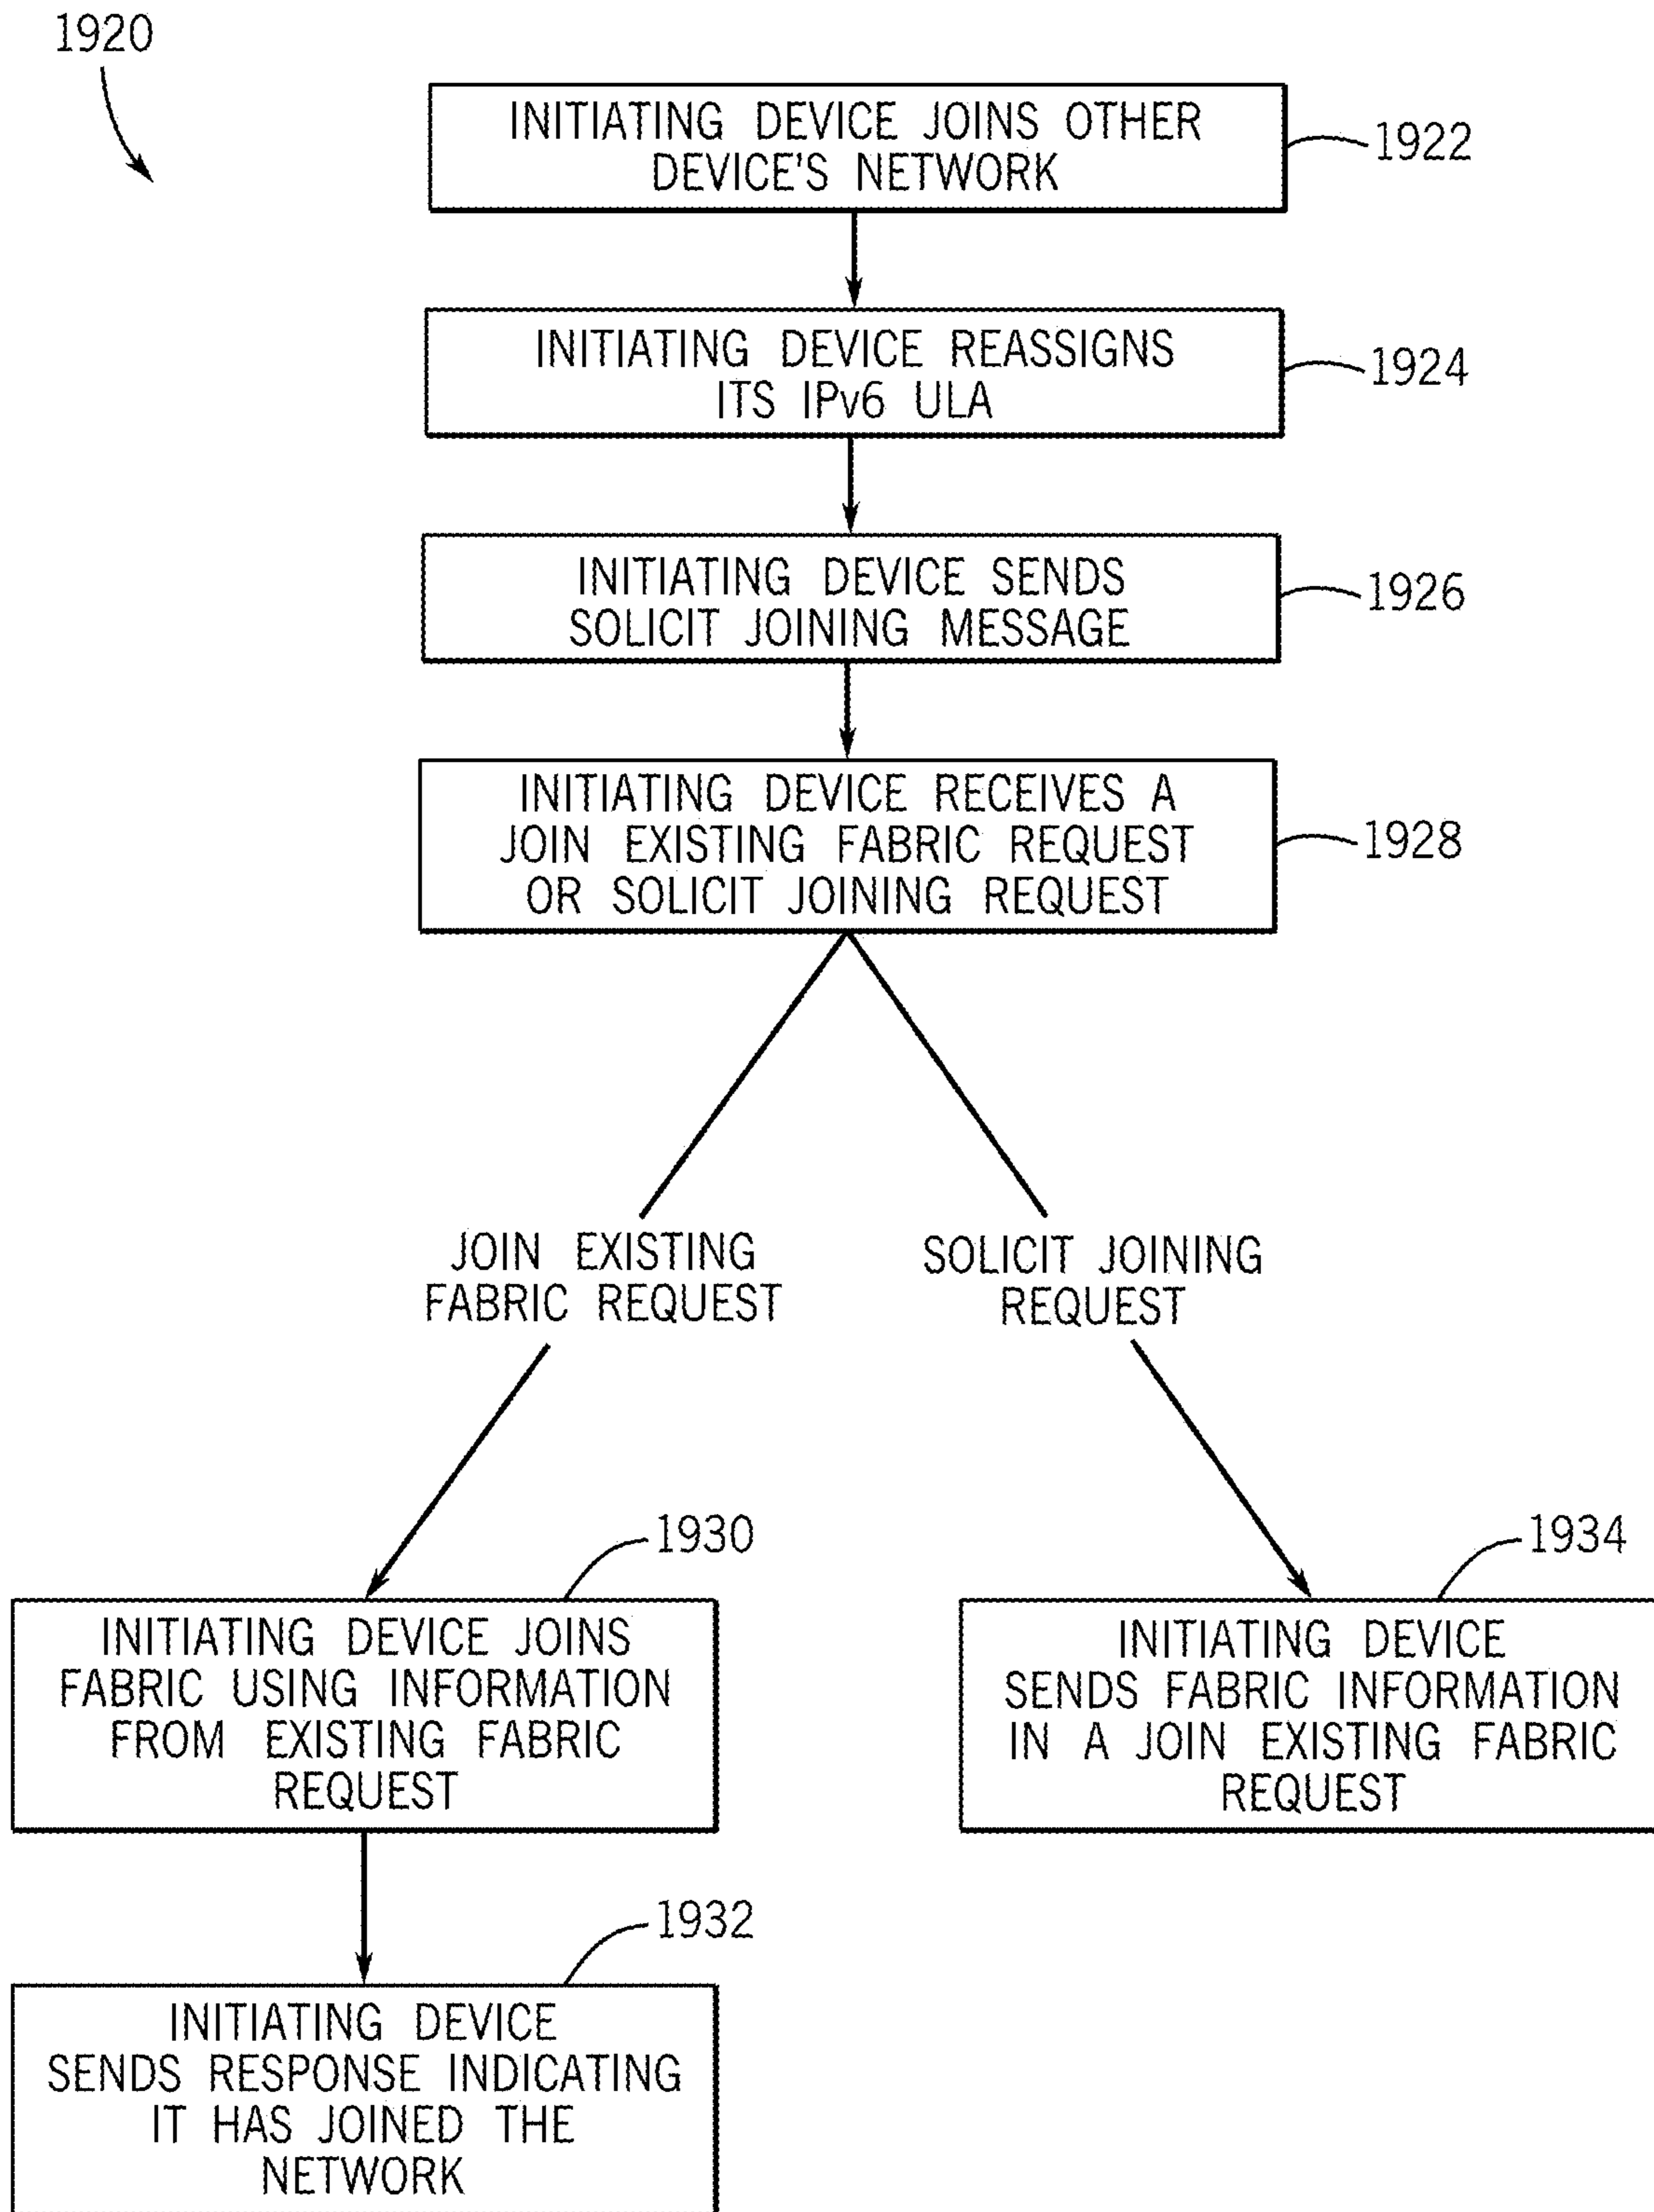 1920
INITIATING DEVICE JOINS OTHER
DEVICE'S NETWORK
1922
INITIATING DEVICE REASSIGNS
ITS IPv6 ULA
1924
INITIATING DEVICE SENDS
SOLICIT JOINING MESSAGE
1926
INITIATING DEVICE RECEIVES A
JOIN EXISTING FABRIC REQUEST
OR SOLICIT JOINING REQUEST
1928
JOIN EXISTING
FABRIC REQUEST
SOLICIT JOINING
REQUEST
1930
INITIATING DEVICE JOINS
FABRIC USING INFORMATION
FROM EXISTING FABRIC
REQUEST
1934
INITIATING DEVICE
SENDS FABRIC INFORMATION
IN A JOIN EXISTING FABRIC
REQUEST
1932
INITIATING DEVICE
SENDS RESPONSE INDICATING
IT HAS JOINED THE
NETWORK